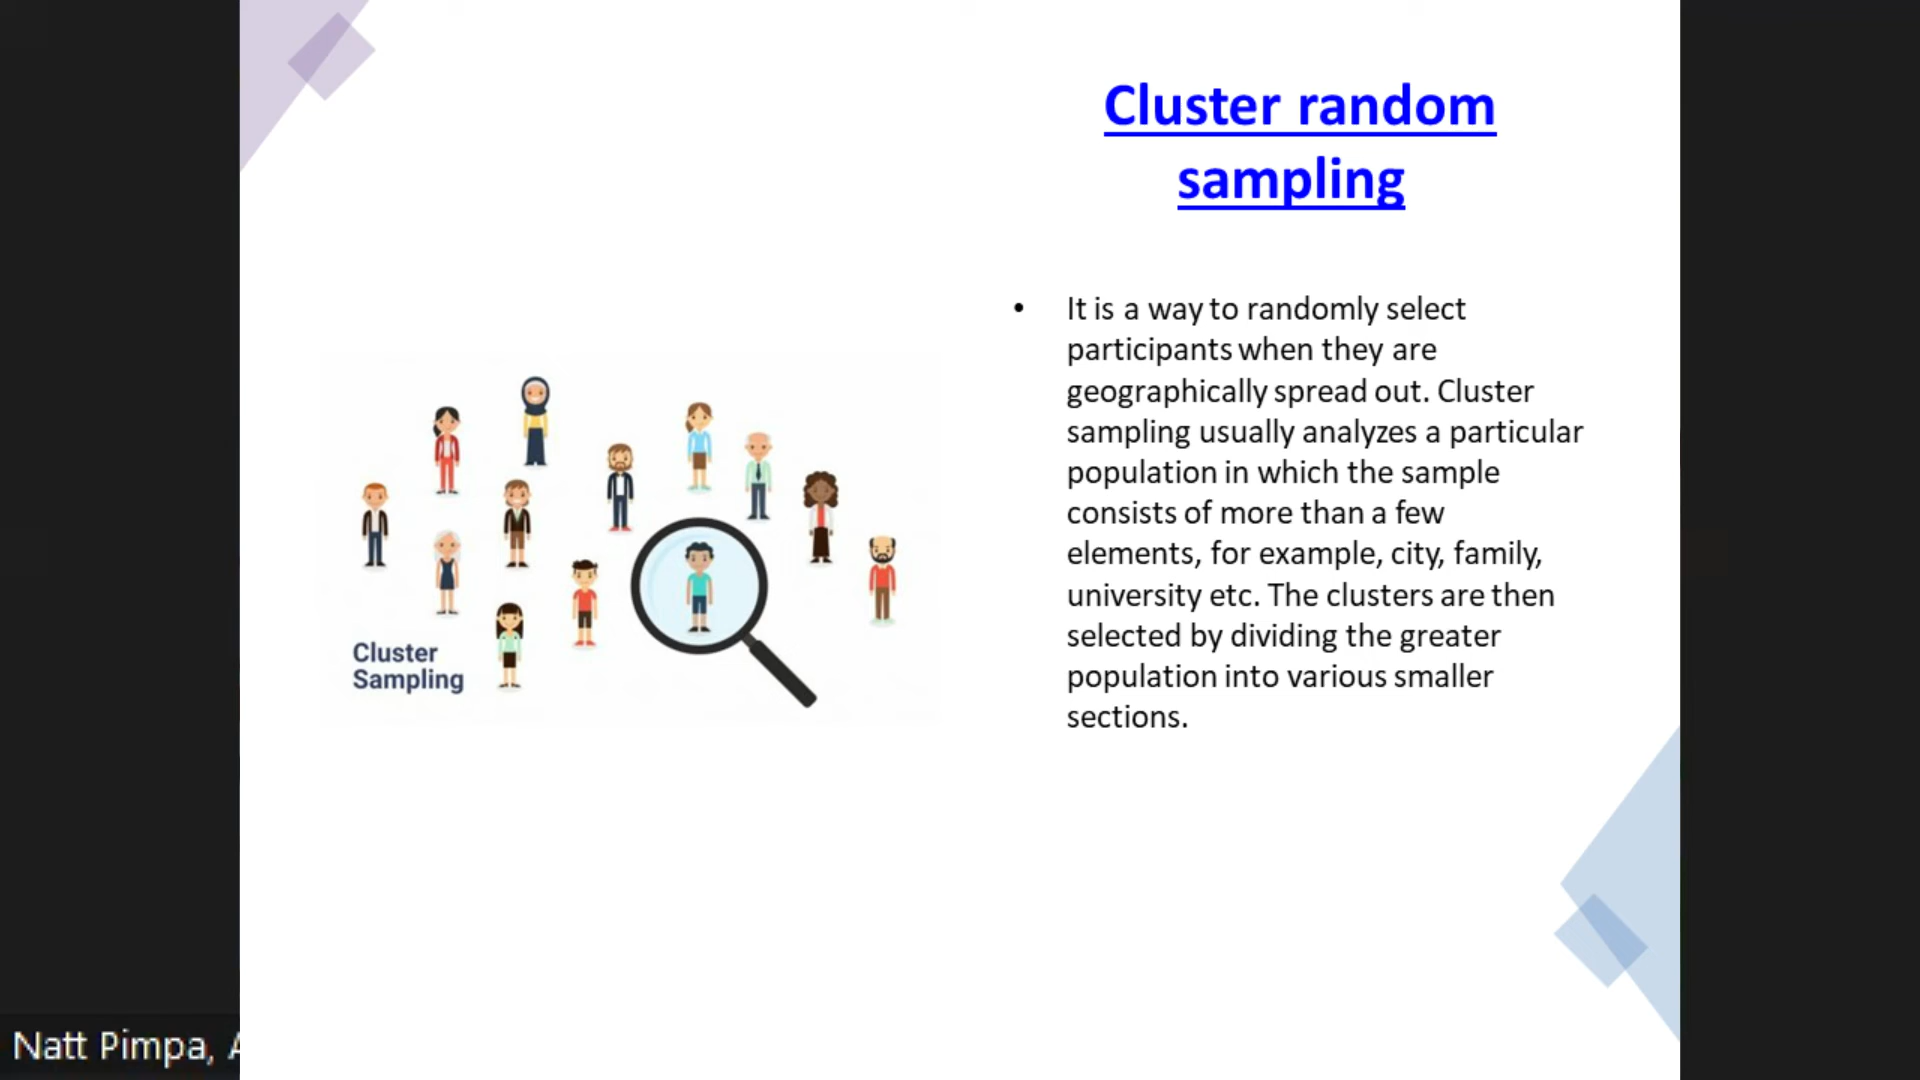 Cluster random
sampling
• It is a way to randomly select
participants when they are
geographically spread out. Cluster
sampling usually analyzes a particular
population in which the sample
consists of more than a few
elements, for example, city, family,
university etc. The clusters are then
selected by dividing the greater
population into various smaller
sections.
Cluster
Sampling
Natt Pimpa, A